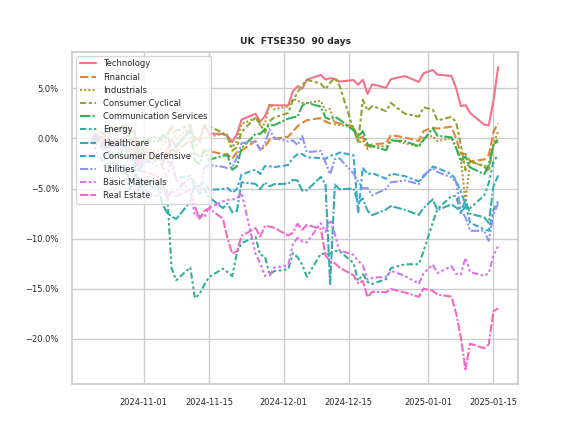 UK FTSE350 90 days
Technology
Financial
Industrials
Consumer Cyclical
Communication Services
Energy
Healthcare
Consumer Defensive
Utilities
Basic Materials
Real Estate
5.0%
0.0%
−5.0%
−10.0%
−15.0%
−20.0%
2024-11-01 2024-11-15 2024-12-01 2024-12-15 2025-01-01 2025-01-15